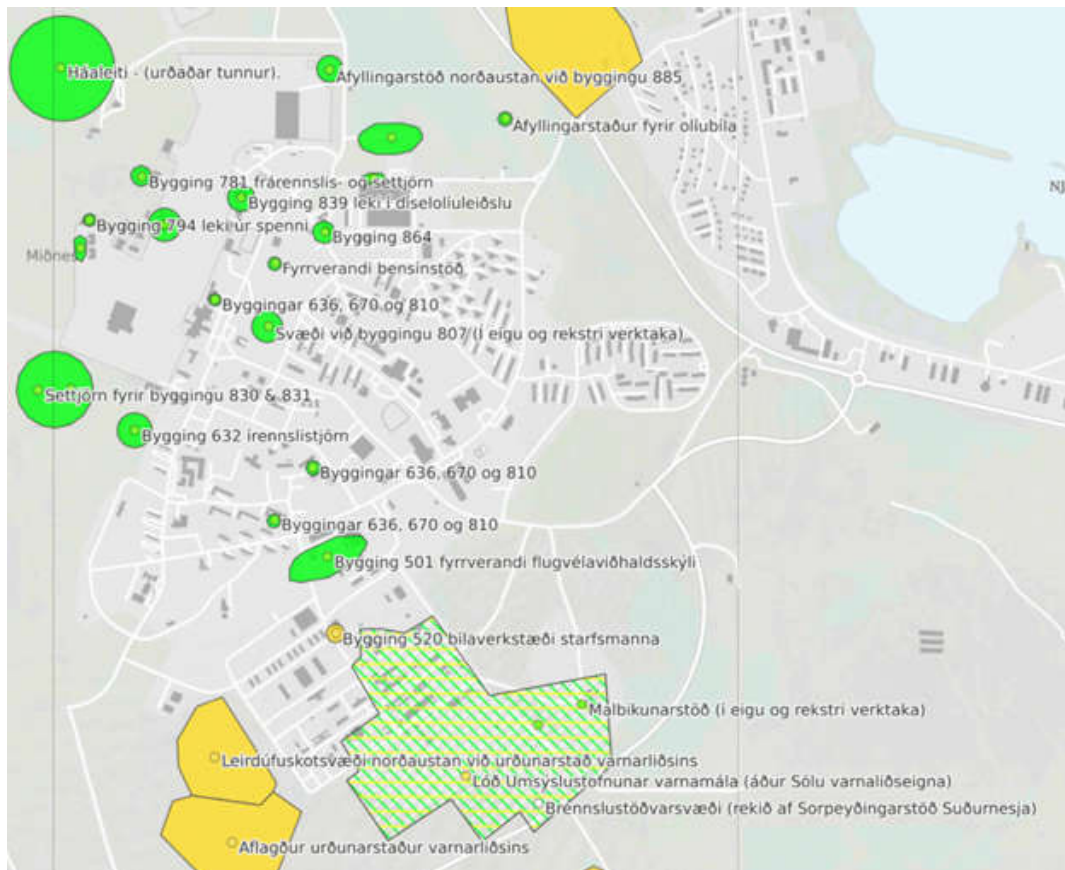 Háaleiti - (urðaðar tunnur).
Áfyllingarstöð norðaustan við byggingu 885
Áfyllingarstaður fyrir olíubíla
Bygging 781 frárennslis- og settjörn
NJ
Bygging 839 leki í díselolíuleiðslu
Bygging 794 leki úr spenni
Bygging 864
Miðnes
Fyrrverandi bensínstöð
Byggingar 636, 670 og 810
Svæði við byggingu 807 (í eigu og rekstri verktaka)
Settjörn fyrir byggingu 830 & 831
Bygging 632 írennslistjörn
Byggingar 636, 670 og 810
Byggingar 636, 670 og 810
Bygging 501 fyrrverandi flugvélaviðhaldsskýli
Bygging 520 bílaverkstæði starfsmanna
Malbikunarstöð (í eigu og rekstri verktaka)
Leirdúfuskotsvæði norðaustan við urðunarstað varnarliðsins
Lóð Umsýslustofnunar varnamála (áður Sölu varnaliðseigna)
Brennslustöðvarsvæði (rekið af Sorpeyðingarstöð Suðurnesja)
Aflagður urðunarstaður varnarliðsins